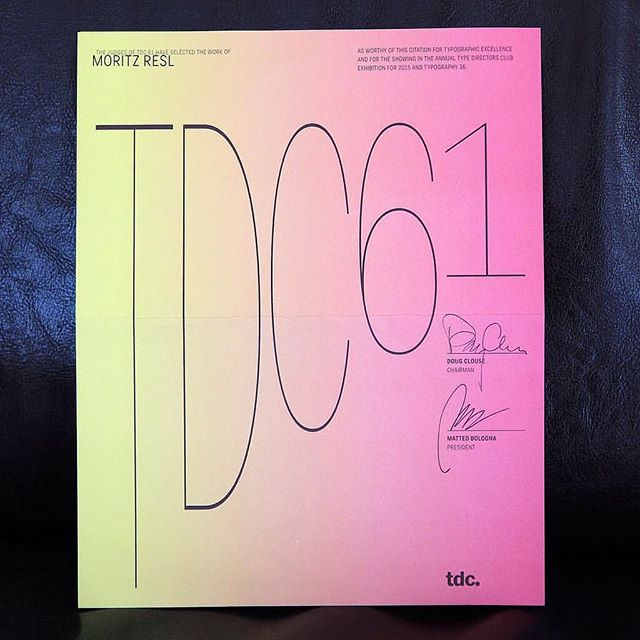 THE JUDGES OF TDC 61 HAVE SELECTED THE WORK OF
MORITZ RESL
AS WORTHY OF THIS CITATION FOR TYPOGRAPHIC EXCELLENCE
AND FOR THE SHOWING IN THE ANNUAL TYPE DIRECTORS CLUB
EXHIBITION FOR 2015 AND TYPOGRAPHY 36.
TDC61
DOUG CLOUSE
CHAIRMAN
MATTEO BOLOGNA
PRESIDENT
tdc.